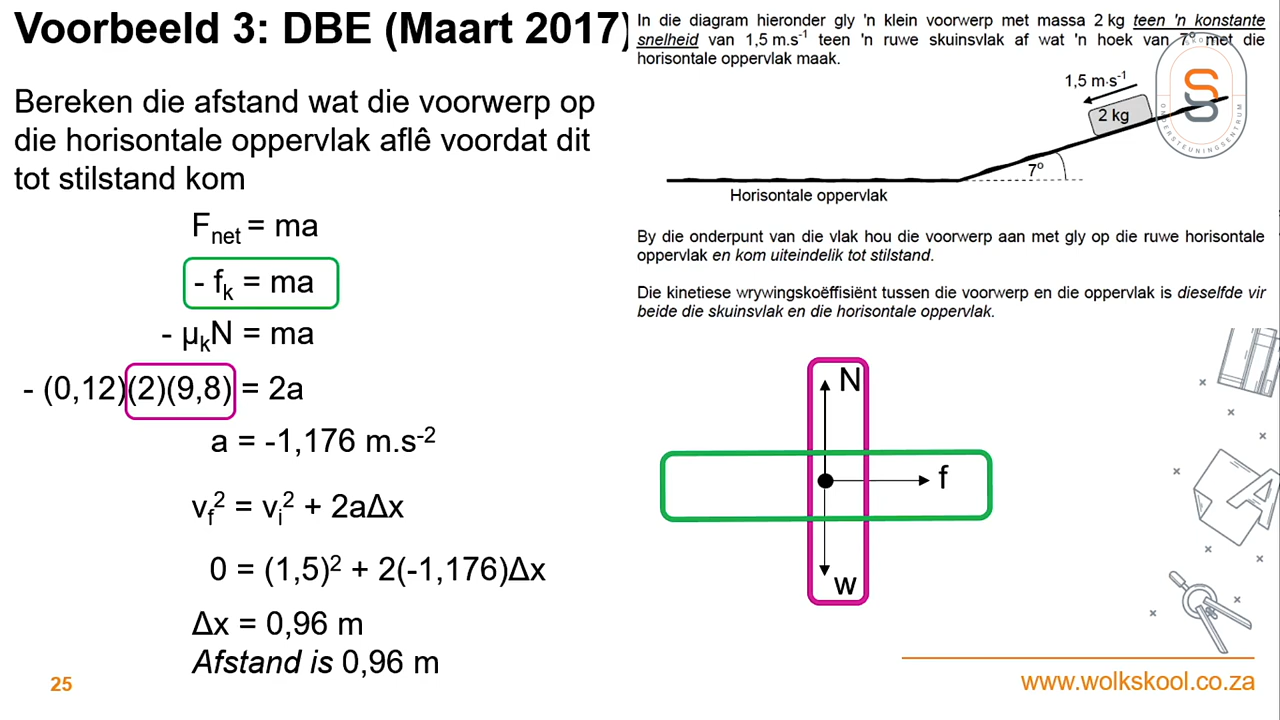 Voorbeeld 3: DBE (Maart 2017)
Bereken die afstand wat die voorwerp op
die horisontale oppervlak aflê voordat dit
tot stilstand kom
F_net = ma
- f_k = ma
- μ_kN = ma
- (0,12)(2)(9,8) = 2a
a = -1,176 m.s⁻²
v_f² = v_i² + 2aΔx
0 = (1,5)² + 2(-1,176)Δx
Δx = 0,96 m
Afstand is 0,96 m
25
In die diagram hieronder gly 'n klein voorwerp met massa 2 kg teen 'n konstante
snelheid van 1,5 m.s⁻¹ teen 'n ruwe skuinsvlak af wat 'n hoek van 7° met die
horisontale oppervlak maak.
1,5 m·s⁻¹
2 kg
7°
Horisontale oppervlak
ONDERSTEUNINGSENTRUM
By die onderpunt van die vlak hou die voorwerp aan met gly op die ruwe horisontale
oppervlak en kom uiteindelik tot stilstand.
Die kinetiese wrywingskoëffisiënt tussen die voorwerp en die oppervlak is dieselfde vir
beide die skuinsvlak en die horisontale oppervlak.
N
f
w
www.wolkskool.co.za